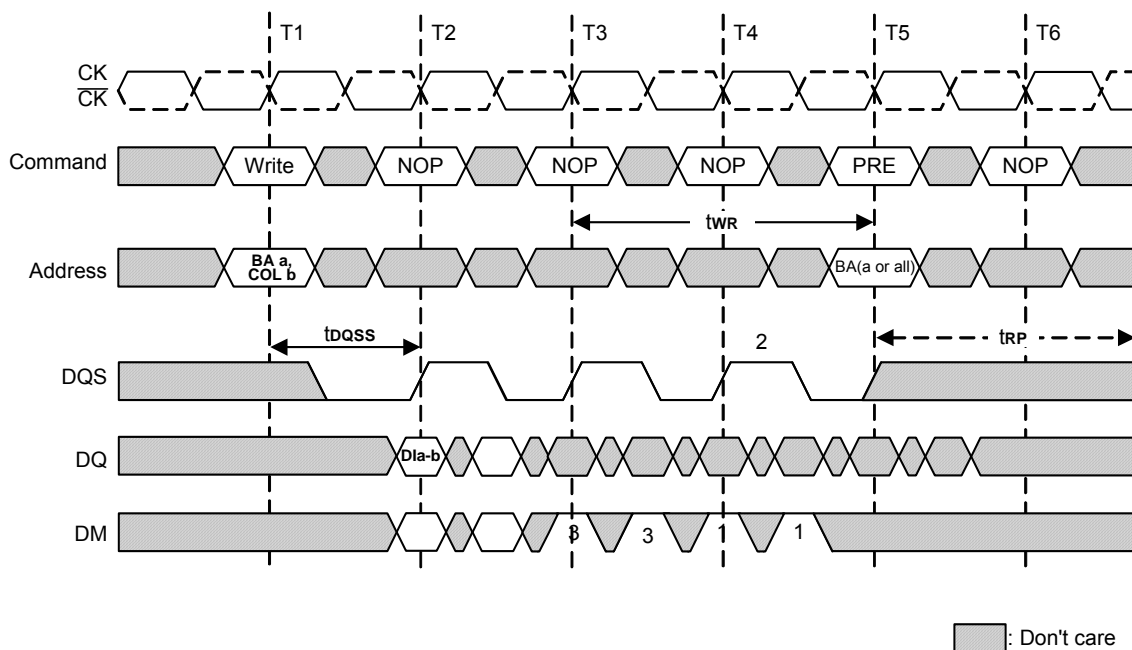 T1 T2 T3 T4 T5 T6
CK
CK
Command Write NOP NOP NOP PRE NOP
tWR
Address BA a, COL b BA(a or all)
tDQSS 2 tRP
DQS
DQ DIa-b
DM 3 3 1 1
: Don't care